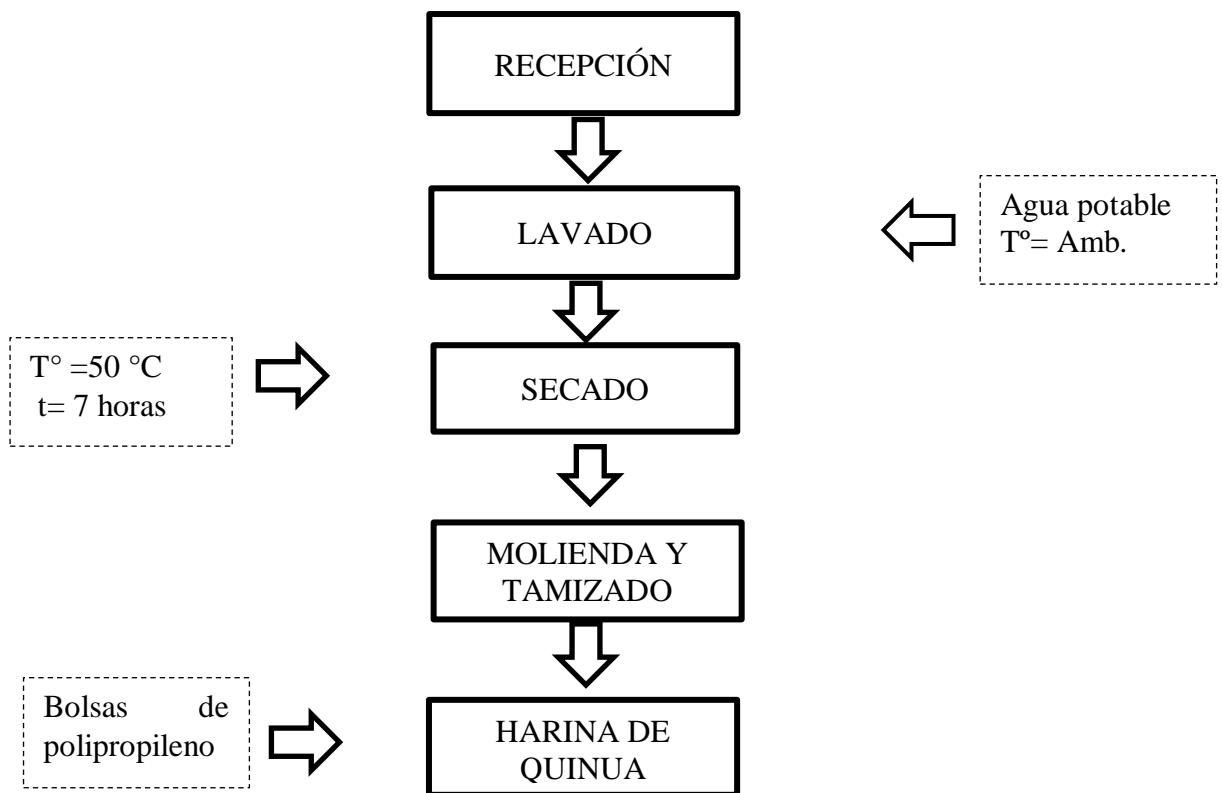 RECEPCIÓN
LAVADO
Agua potable
Tº= Amb.
T° =50 °C
t= 7 horas
SECADO
MOLIENDA Y
TAMIZADO
Bolsas de
polipropileno
HARINA DE
QUINUA